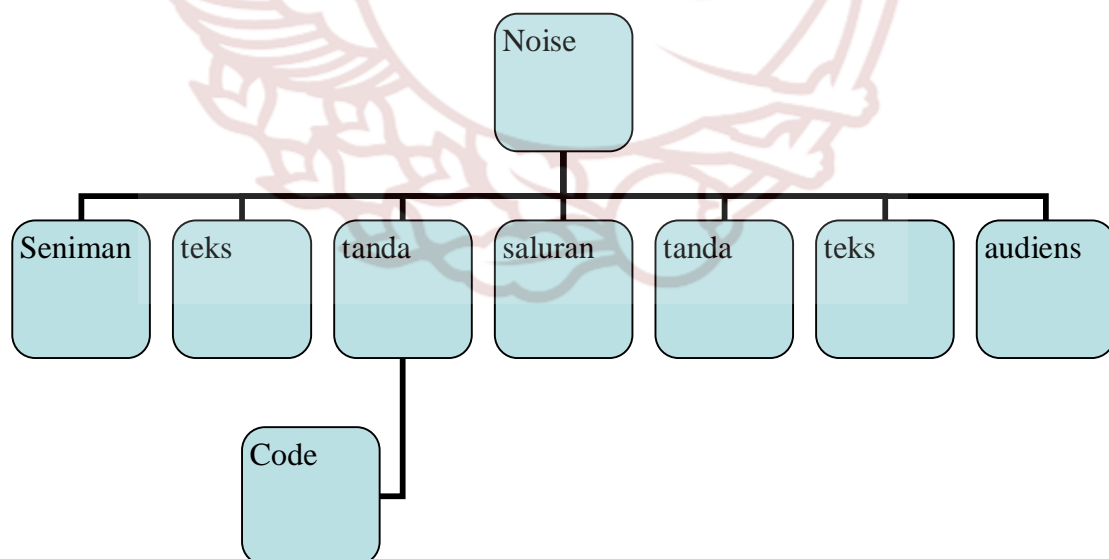 Noise
Seniman
teks
tanda
saluran
tanda
teks
audiens
Code